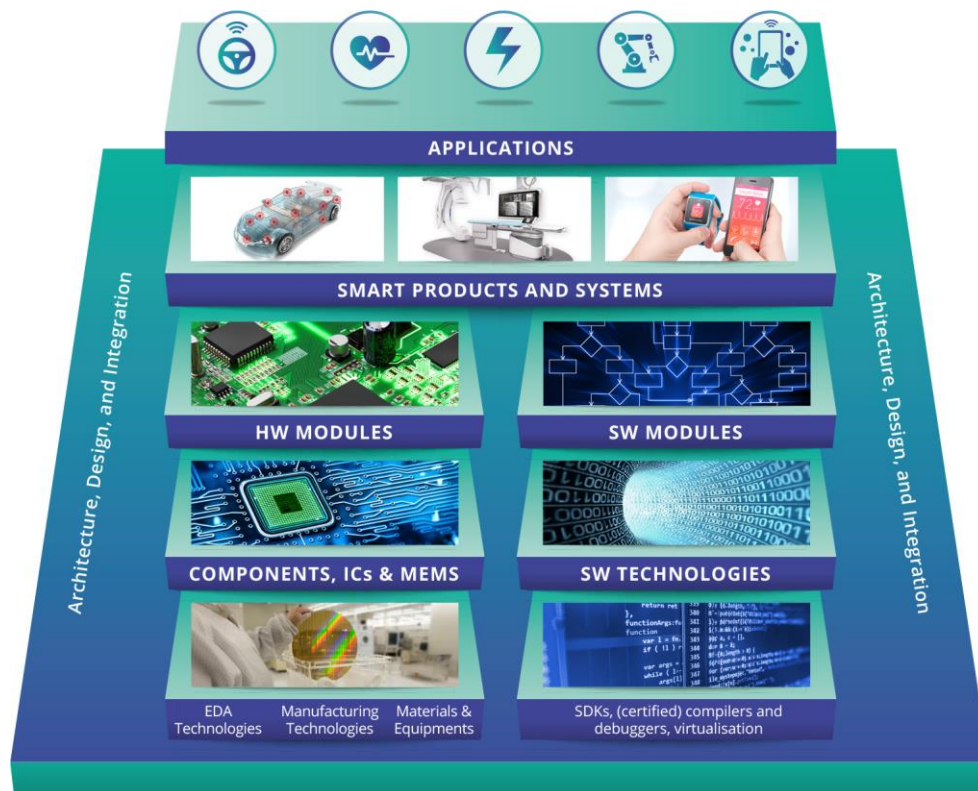 APPLICATIONS
SMART PRODUCTS AND SYSTEMS
Architecture, Design, and Integration
Architecture, Design, and Integration
HW MODULES
SW MODULES
COMPONENTS, ICs & MEMS
SW TECHNOLOGIES
EDA
Technologies
Manufacturing
Technologies
Materials &
Equipments
SDKs, (certified) compilers and
debuggers, virtualisation